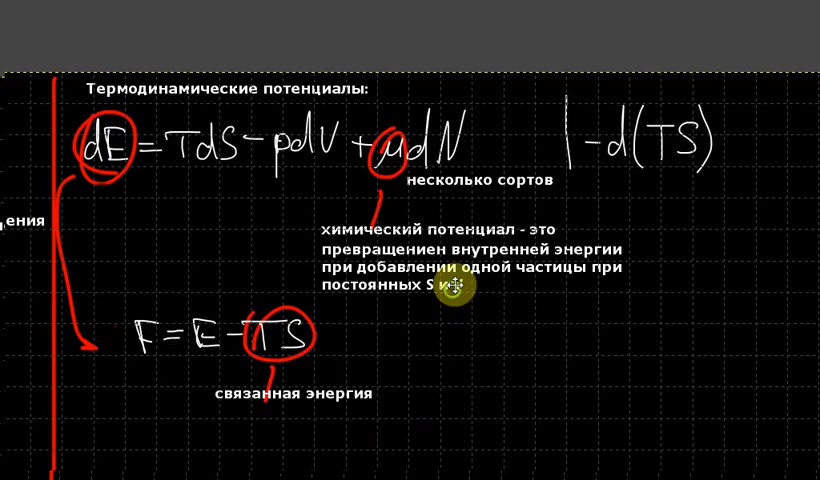 Термодинамические потенциалы:
dE = TdS - pdV + μdN | - d(TS)
несколько сортов
ения
химический потенциал - это
превращениен внутренней энергии
при добавлении одной частицы при
постоянных S и
F = E - TS
связанная энергия